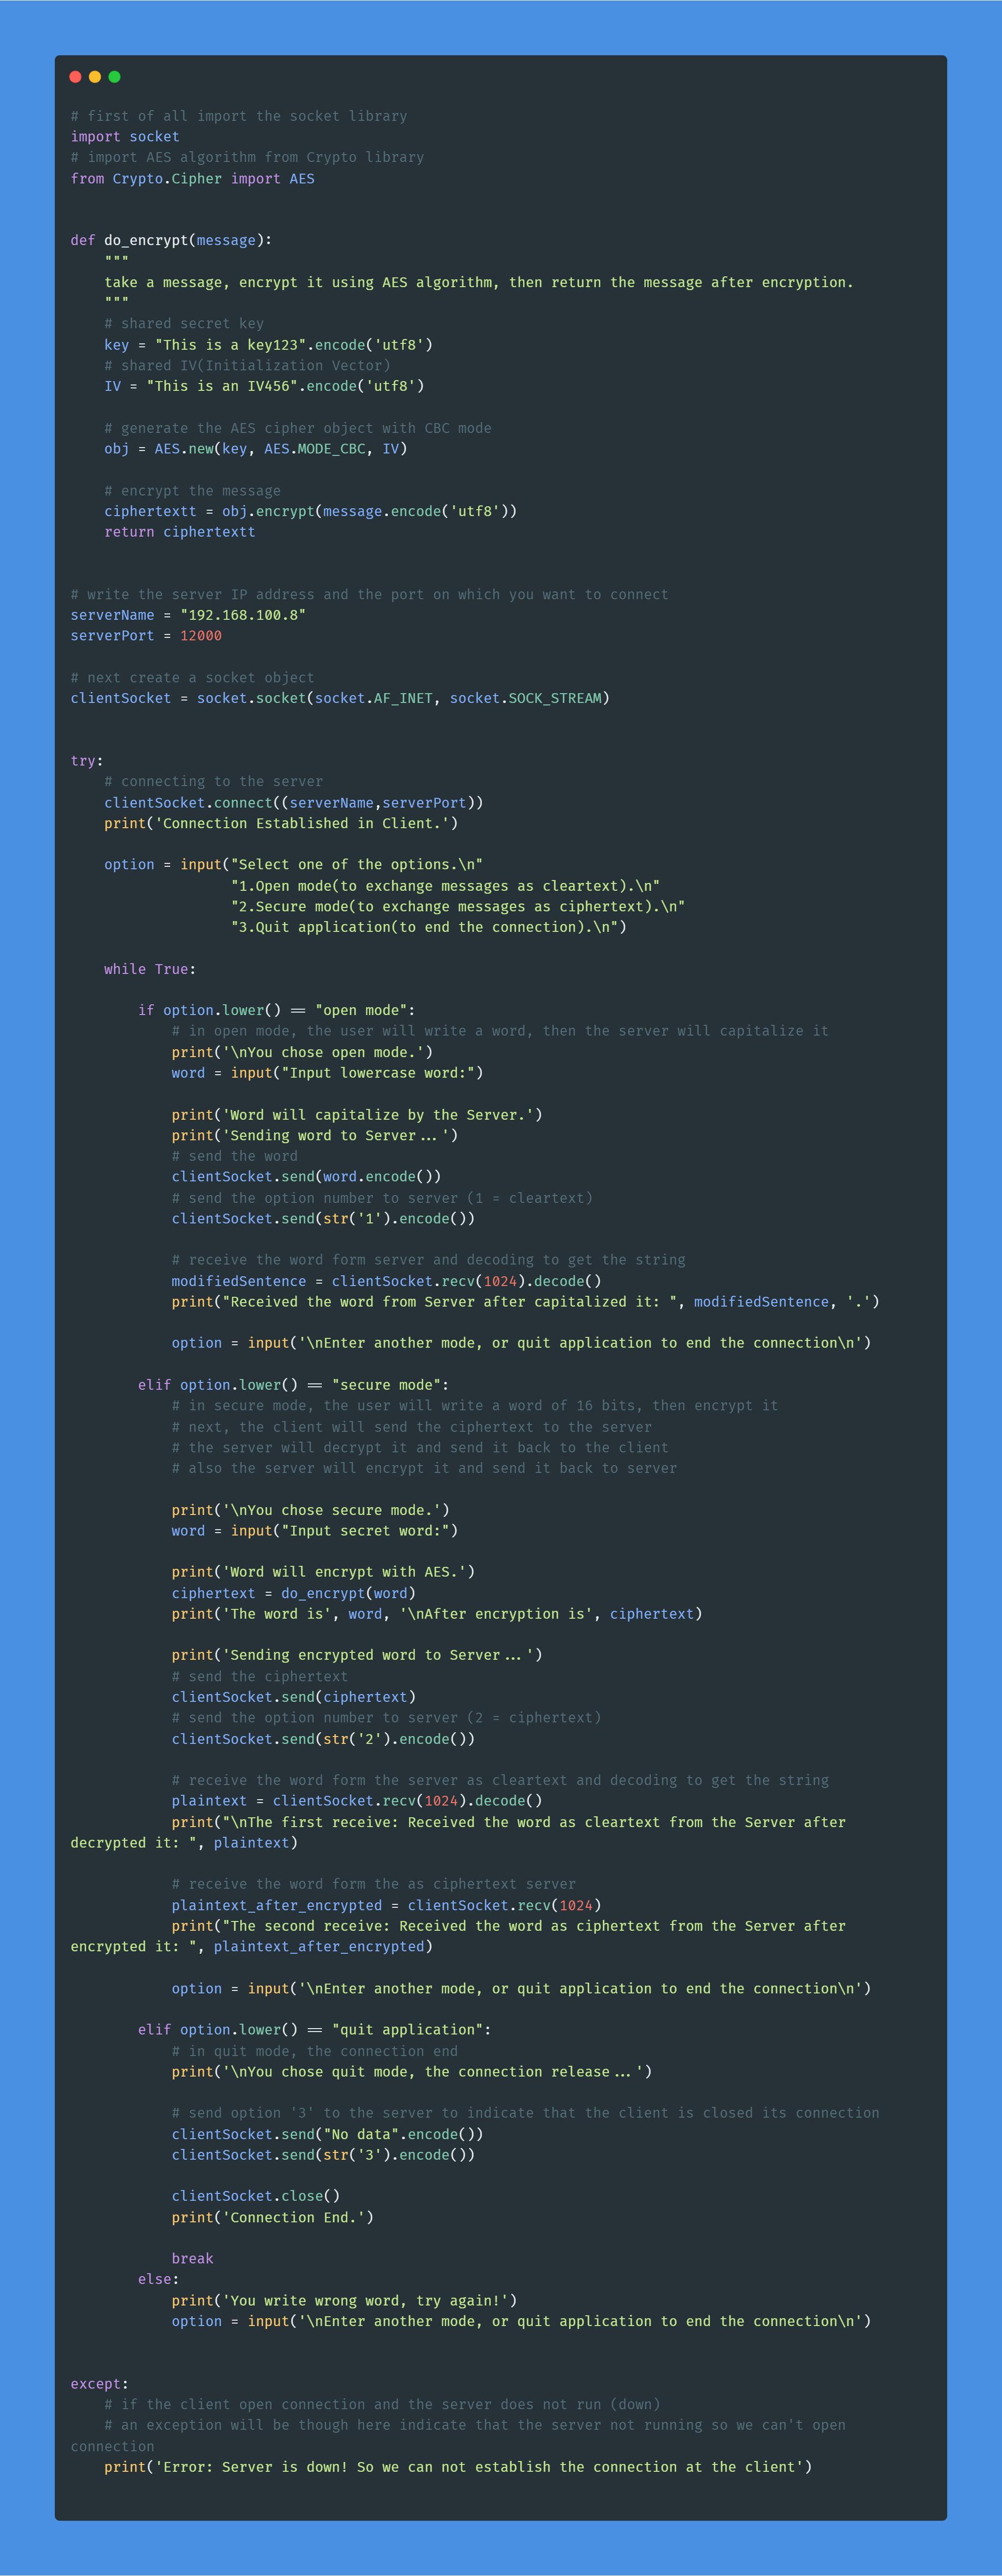 # first of all import the socket library
import socket
# import AES algorithm from Crypto library
from Crypto.Cipher import AES
def do_encrypt(message):
    """
    take a message, encrypt it using AES algorithm, then return the message after encryption.
    """
    # shared secret key
    key = "This is a key123".encode('utf8')
    # shared IV(Initialization Vector)
    IV = "This is an IV456".encode('utf8')
    # generate the AES cipher object with CBC mode
    obj = AES.new(key, AES.MODE_CBC, IV)
    # encrypt the message
    ciphertextt = obj.encrypt(message.encode('utf8'))
    return ciphertextt
# write the server IP address and the port on which you want to connect
serverName = "192.168.100.8"
serverPort = 12000
# next create a socket object
clientSocket = socket.socket(socket.AF_INET, socket.SOCK_STREAM)
try:
    # connecting to the server
    clientSocket.connect((serverName,serverPort))
    print('Connection Established in Client.')
    option = input("Select one of the options.\n"
                   "1.Open mode(to exchange messages as cleartext).\n"
                   "2.Secure mode(to exchange messages as ciphertext).\n"
                   "3.Quit application(to end the connection).\n")
    while True:
        if option.lower() == "open mode":
            # in open mode, the user will write a word, then the server will capitalize it
            print('\nYou chose open mode.')
            word = input("Input lowercase word:")
            print('Word will capitalize by the Server.')
            print('Sending word to Server...')
            # send the word
            clientSocket.send(word.encode())
            # send the option number to server (1 = cleartext)
            clientSocket.send(str('1').encode())
            # receive the word form server and decoding to get the string
            modifiedSentence = clientSocket.recv(1024).decode()
            print("Received the word from Server after capitalized it: ", modifiedSentence, '.')
            option = input('\nEnter another mode, or quit application to end the connection\n')
        elif option.lower() == "secure mode":
            # in secure mode, the user will write a word of 16 bits, then encrypt it
            # next, the client will send the ciphertext to the server
            # the server will decrypt it and send it back to the client
            # also the server will encrypt it and send it back to server
            print('\nYou chose secure mode.')
            word = input("Input secret word:")
            print('Word will encrypt with AES.')
            ciphertext = do_encrypt(word)
            print('The word is', word, '\nAfter encryption is', ciphertext)
            print('Sending encrypted word to Server...')
            # send the ciphertext
            clientSocket.send(ciphertext)
            # send the option number to server (2 = ciphertext)
            clientSocket.send(str('2').encode())
            # receive the word form the server as cleartext and decoding to get the string
            plaintext = clientSocket.recv(1024).decode()
            print("\nThe first receive: Received the word as cleartext from the Server after
decrypted it: ", plaintext)
            # receive the word form the as ciphertext server
            plaintext_after_encrypted = clientSocket.recv(1024)
            print("The second receive: Received the word as ciphertext from the Server after
encrypted it: ", plaintext_after_encrypted)
            option = input('\nEnter another mode, or quit application to end the connection\n')
        elif option.lower() == "quit application":
            # in quit mode, the connection end
            print('\nYou chose quit mode, the connection release...')
            # send option '3' to the server to indicate that the client is closed its connection
            clientSocket.send("No data".encode())
            clientSocket.send(str('3').encode())
            clientSocket.close()
            print('Connection End.')
            break
        else:
            print('You write wrong word, try again!')
            option = input('\nEnter another mode, or quit application to end the connection\n')
except:
    # if the client open connection and the server does not run (down)
    # an exception will be though here indicate that the server not running so we can't open
connection
    print('Error: Server is down! So we can not establish the connection at the client')